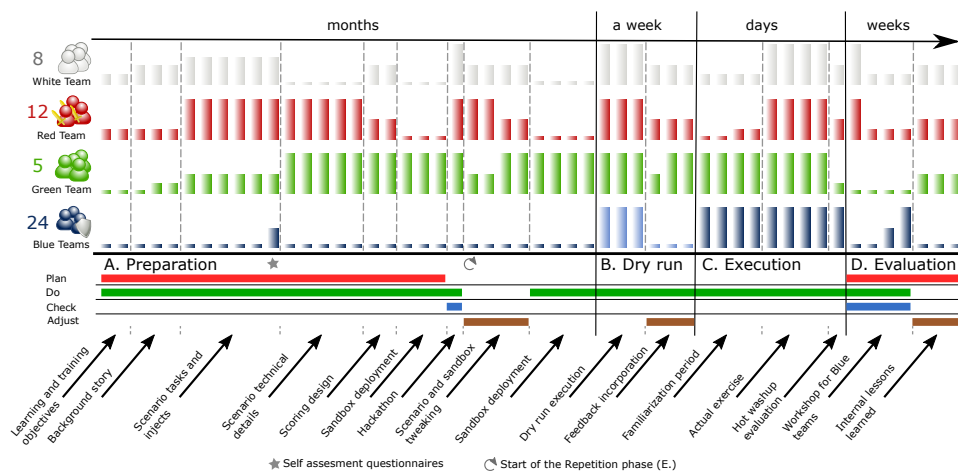 months
a week
days
weeks
8
White Team
12
Red Team
5
Green Team
24
Blue Teams
A. Preparation
B. Dry run
C. Execution
D. Evaluation
Plan
Do
Check
Adjust
Learning and training
objectives
Background story
Scenario tasks and
injects
Scenario technical
details
Scoring design
Sandbox deployment
Hackathon
Scenario and sandbox
tweaking
Sandbox deployment
Dry run execution
Feedback incorporation
Familiarization period
Actual exercise
Hot washup
evaluation
Workshop for Blue
teams
Internal lessons
learned
Self assesment questionnaires
Start of the Repetition phase (E.)